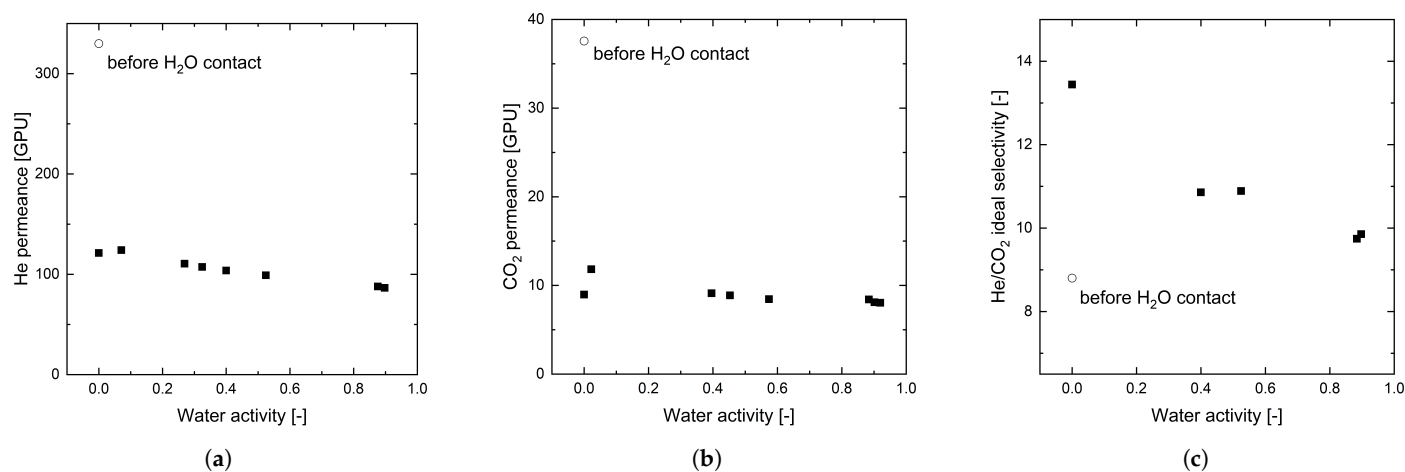 300
200
100
0
0.0 0.2 0.4 0.6 0.8 1.0
He permeance [GPU]
Water activity [-]
before H₂O contact
(a)
40
30
20
10
0
0.0 0.2 0.4 0.6 0.8 1.0
CO₂ permeance [GPU]
Water activity [-]
before H₂O contact
(b)
14
12
10
8
0.0 0.2 0.4 0.6 0.8 1.0
He/CO₂ ideal selectivity [-]
Water activity [-]
before H₂O contact
(c)